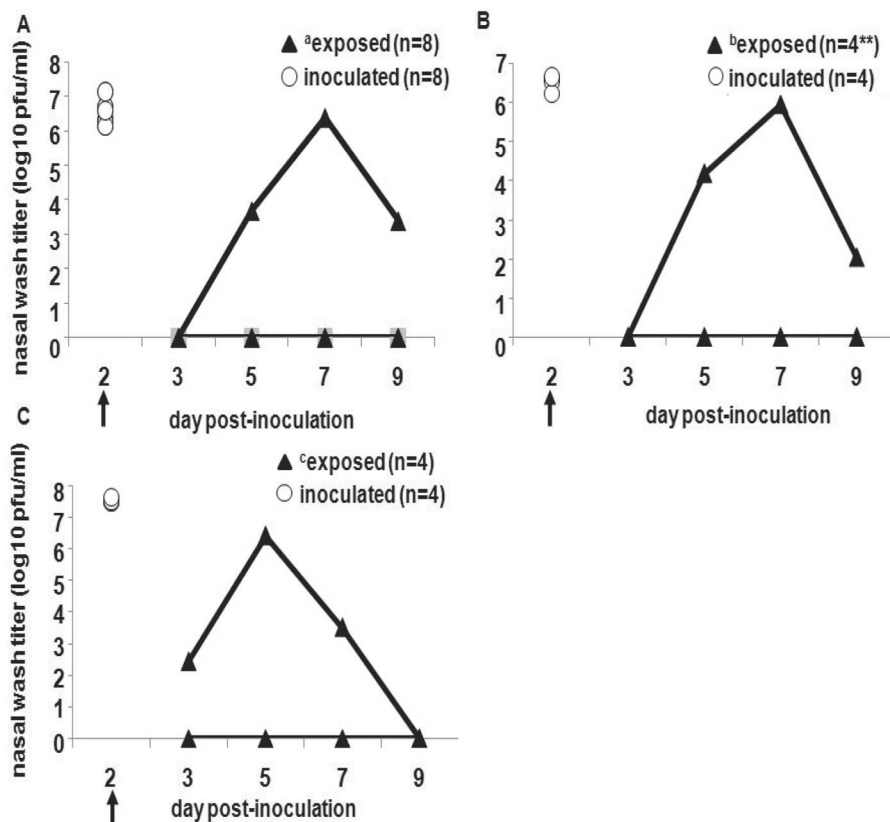 A
ᵃexposed (n=8)
inoculated (n=8)
nasal wash titer (log10 pfu/ml)
8
7
6
5
4
3
2
1
0
2 3 5 7 9
day post-inoculation
B
ᵇexposed (n=4**)
inoculated (n=4)
7
6
5
4
3
2
1
0
2 3 5 7 9
day post-inoculation
C
ᶜexposed (n=4)
inoculated (n=4)
nasal wash titer (log10 pfu/ml)
8
7
6
5
4
3
2
1
0
2 3 5 7 9
day post-inoculation